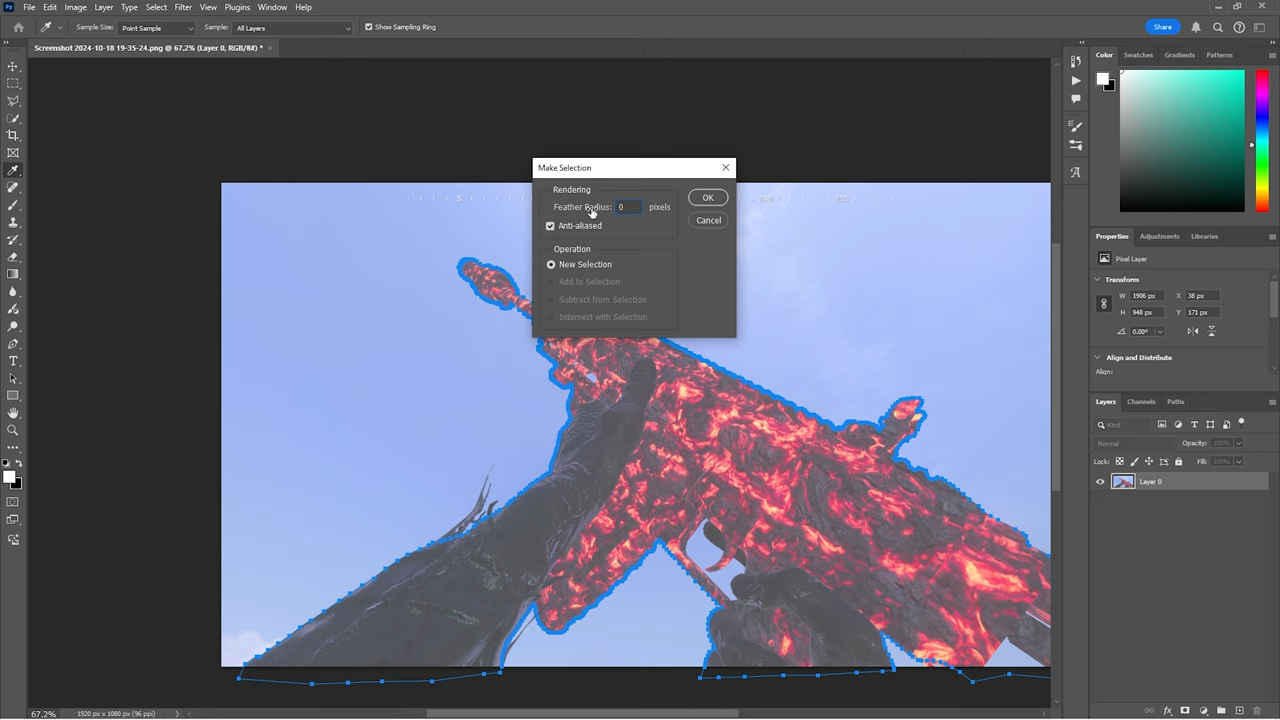 File Edit Image Layer Type Select Filter View Plugins Window Help
Sample Size: Point Sample Sample: All Layers Show Sampling Ring
Share
Screenshot 2024-10-18 19-35-24.png @ 67.2% (Layer 0, RGB/8#) *
Color Swatches Gradients Patterns
Make Selection
Rendering
Feather Radius: 0 pixels
OK
Anti-aliased
Cancel
Operation
New Selection
Add to Selection
Subtract from Selection
Intersect with Selection
Properties Adjustments Libraries
Pixel Layer
Transform
W 1906 px X 38 px
H 948 px Y 171 px
0.00°
Align and Distribute
Align:
Layers Channels Paths
Kind
Normal Opacity: 100%
Lock: Fill: 100%
Layer 0
67.2% 1920 px x 1080 px (96 ppi)